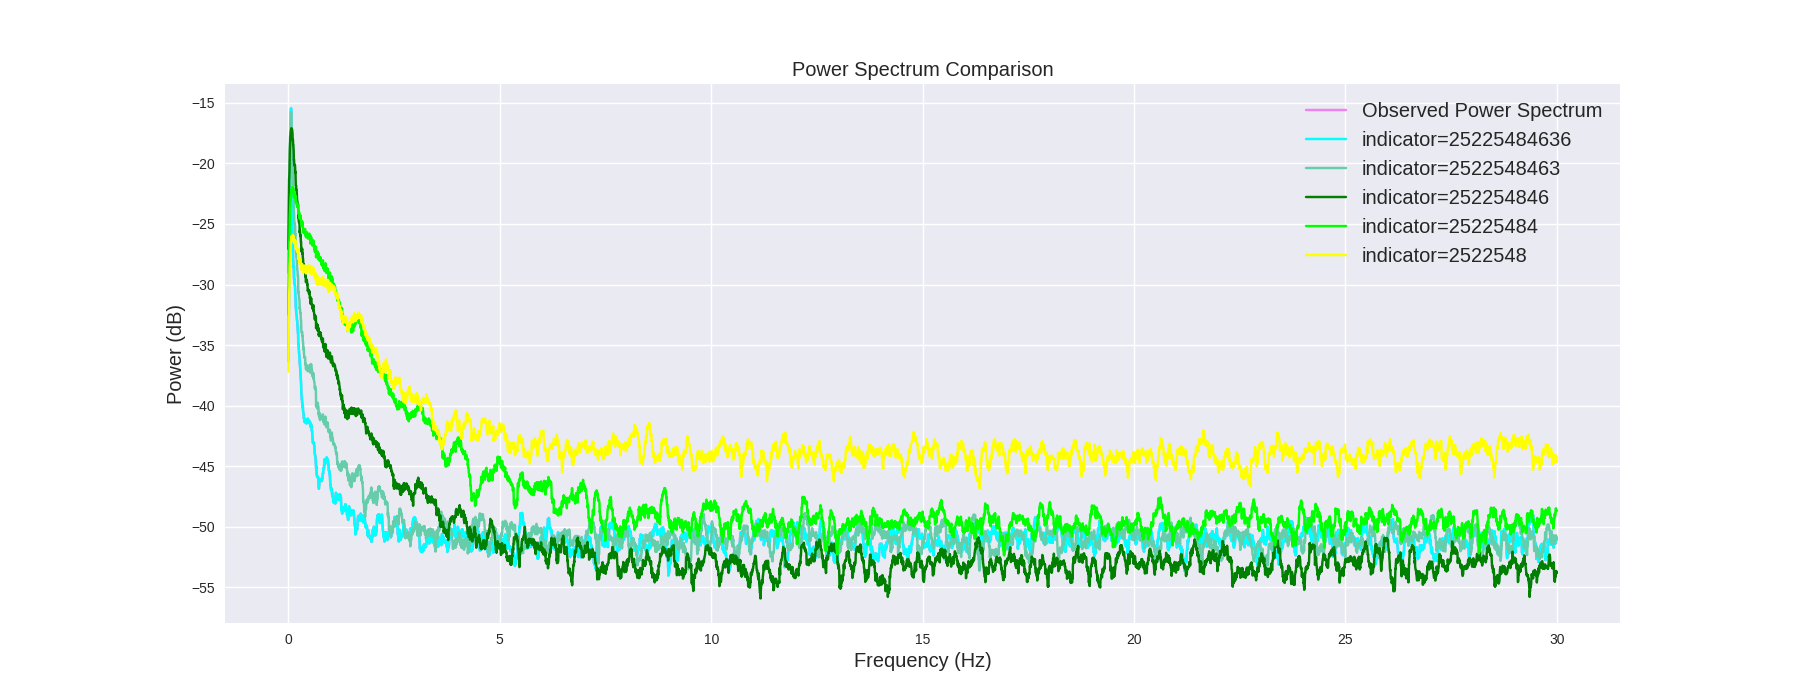 Power Spectrum Comparison
−15
−20
−25
−30
−35
−40
−45
−50
−55
Power (dB)
Observed Power Spectrum
indicator=25225484636
indicator=2522548463
indicator=252254846
indicator=25225484
indicator=2522548
0 5 10 15 20 25 30
Frequency (Hz)